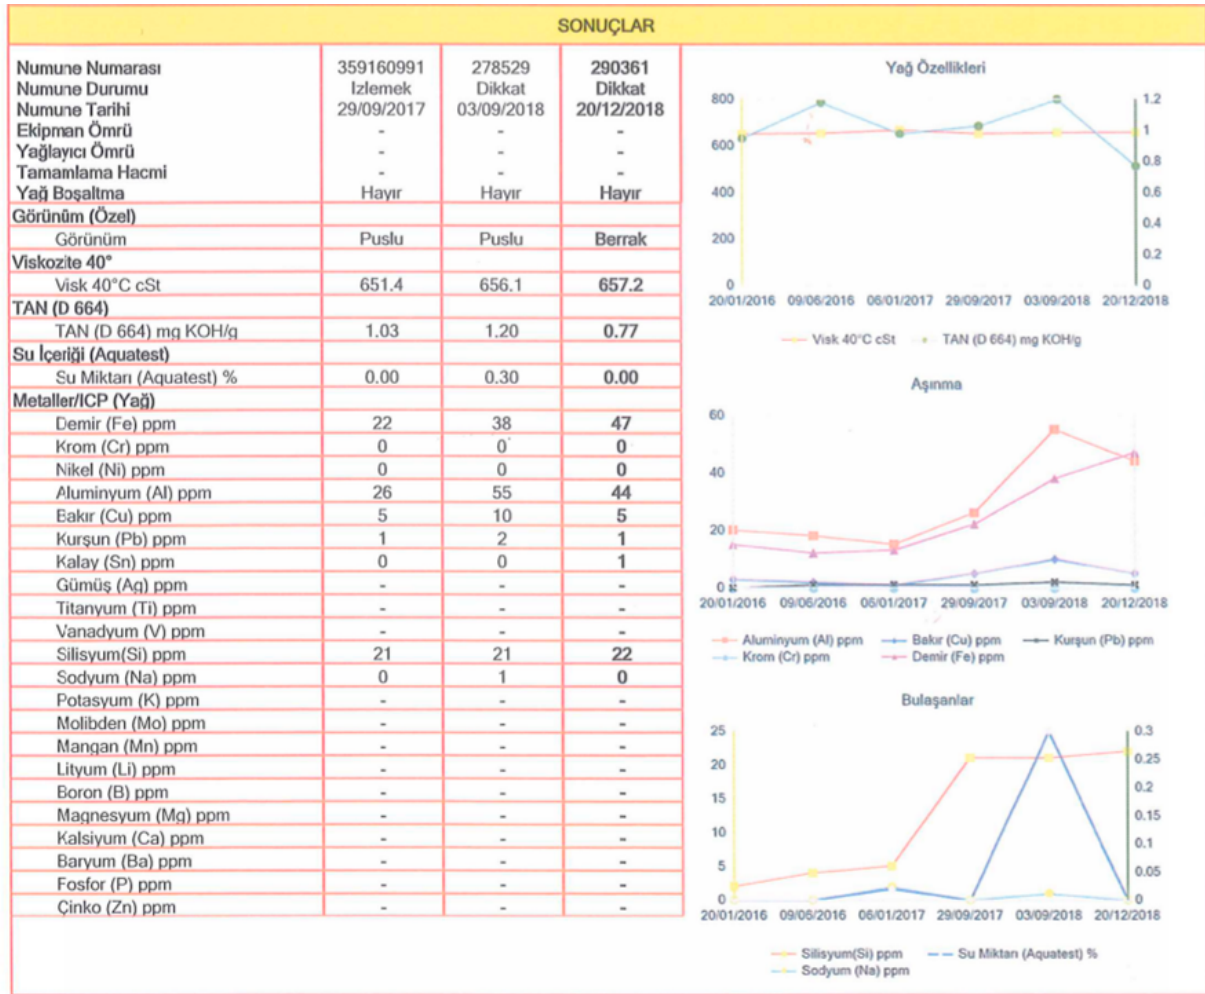 SONUÇLAR
Numune Numarası 359160991 278529 290361
Numune Durumu Izlemek Dikkat Dikkat
Numune Tarihi 29/09/2017 03/09/2018 20/12/2018
Ekipman Ömrü - - -
Yağlayıcı Ömrü - - -
Tamamlama Hacmi - - -
Yağ Boşaltma Hayır Hayır Hayır
Görünüm (Özel)
Görünüm Puslu Puslu Berrak
Viskozite 40°
Visk 40°C cSt 651.4 656.1 657.2
TAN (D 664)
TAN (D 664) mg KOH/g 1.03 1.20 0.77
Su İçeriği (Aquatest)
Su Miktarı (Aquatest) % 0.00 0.30 0.00
Metaller/ICP (Yağ)
Demir (Fe) ppm 22 38 47
Krom (Cr) ppm 0 0 0
Nikel (Ni) ppm 0 0 0
Aluminyum (Al) ppm 26 55 44
Bakır (Cu) ppm 5 10 5
Kurşun (Pb) ppm 1 2 1
Kalay (Sn) ppm 0 0 1
Gümüş (Ag) ppm - - -
Titanyum (Ti) ppm - - -
Vanadyum (V) ppm - - -
Silisyum(Si) ppm 21 21 22
Sodyum (Na) ppm 0 1 0
Potasyum (K) ppm - - -
Molibden (Mo) ppm - - -
Mangan (Mn) ppm - - -
Lityum (Li) ppm - - -
Boron (B) ppm - - -
Magnesyum (Mg) ppm - - -
Kalsiyum (Ca) ppm - - -
Baryum (Ba) ppm - - -
Fosfor (P) ppm - - -
Çinko (Zn) ppm - - -
Yağ Özellikleri
800 1.2
600 1
0.8
400 0.6
200 0.4
0.2
0 0
20/01/2016 09/06/2016 06/01/2017 29/09/2017 03/09/2018 20/12/2018
Visk 40°C cSt TAN (D 664) mg KOH/g
Aşınma
60
40
20
0
20/01/2016 09/06/2016 06/01/2017 29/09/2017 03/09/2018 20/12/2018
Aluminyum (Al) ppm Bakır (Cu) ppm Kurşun (Pb) ppm
Krom (Cr) ppm Demir (Fe) ppm
Bulaşanlar
25 0.3
20 0.25
0.2
15 0.15
10 0.1
5 0.05
0 0
20/01/2016 09/06/2016 06/01/2017 29/09/2017 03/09/2018 20/12/2018
Silisyum(Si) ppm Su Miktarı (Aquatest) %
Sodyum (Na) ppm